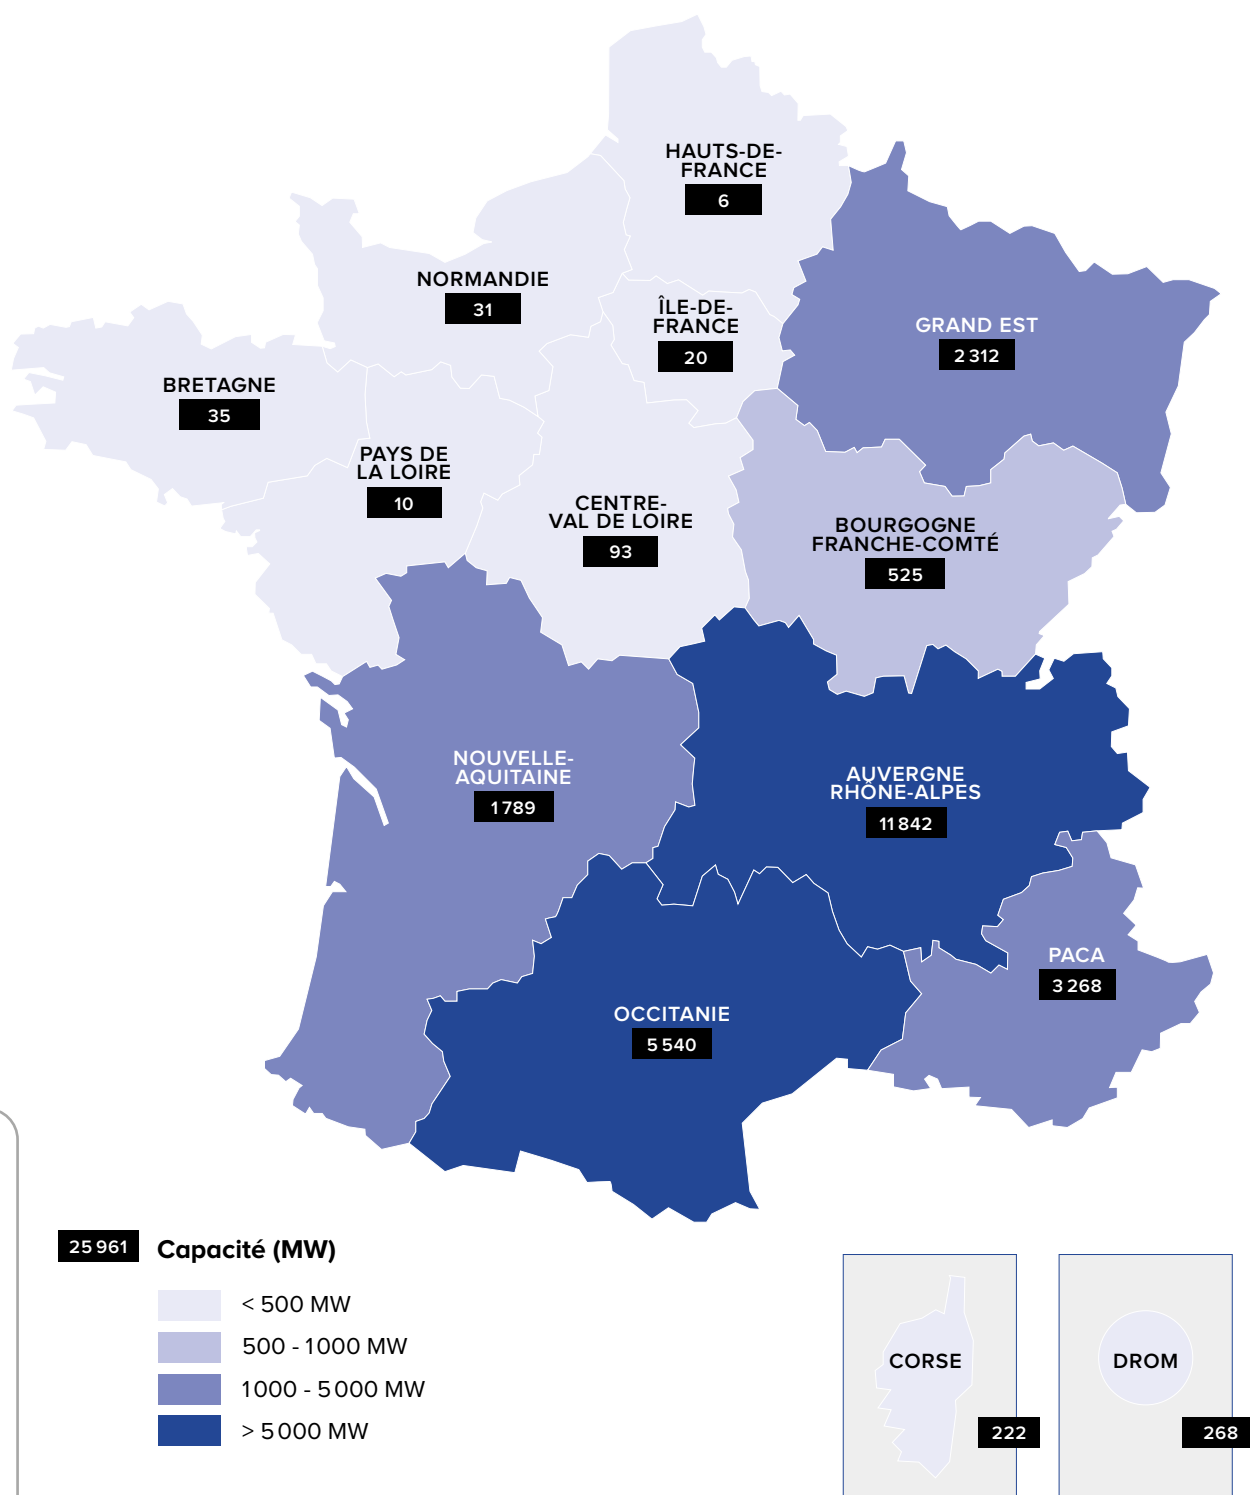 HAUTS-DE-
FRANCE
6
NORMANDIE
31
ÎLE-DE-
FRANCE
20
GRAND EST
2 312
BRETAGNE
35
PAYS DE
LA LOIRE
10
CENTRE-
VAL DE LOIRE
93
BOURGOGNE
FRANCHE-COMTÉ
525
NOUVELLE-
AQUITAINE
1 789
AUVERGNE
RHÔNE-ALPES
11 842
PACA
3 268
OCCITANIE
5 540
25 961 Capacité (MW)
< 500 MW
500 - 1000 MW
1000 - 5 000 MW
> 5 000 MW
CORSE
222
DROM
268